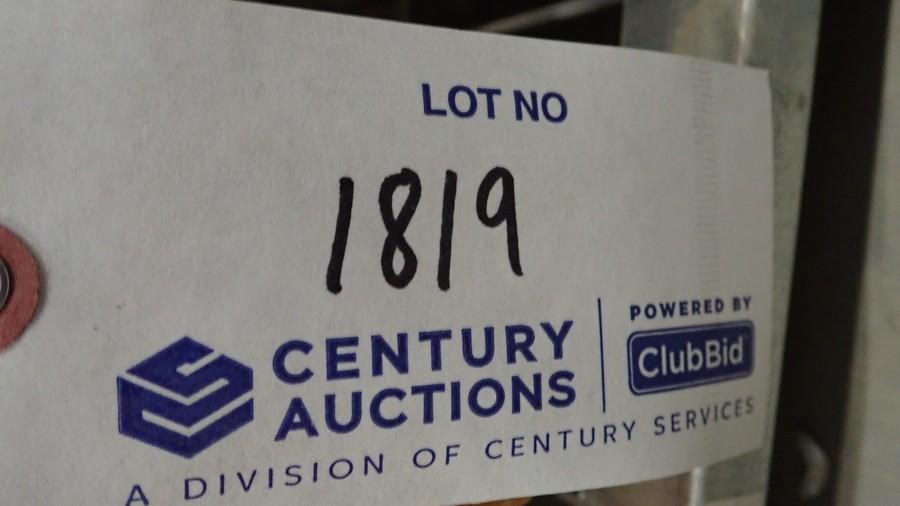 LOT NO
1819
CENTURY
AUCTIONS
POWERED BY
ClubBid
A DIVISION OF CENTURY SERVICES